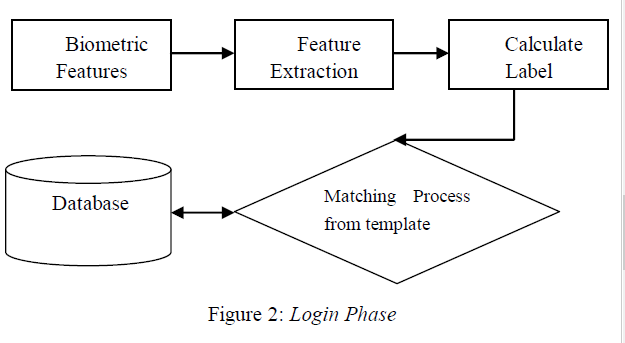 Biometric
Features
Feature
Extraction
Calculate
Label
Matching Process
from template
Database
Figure 2: Login Phase